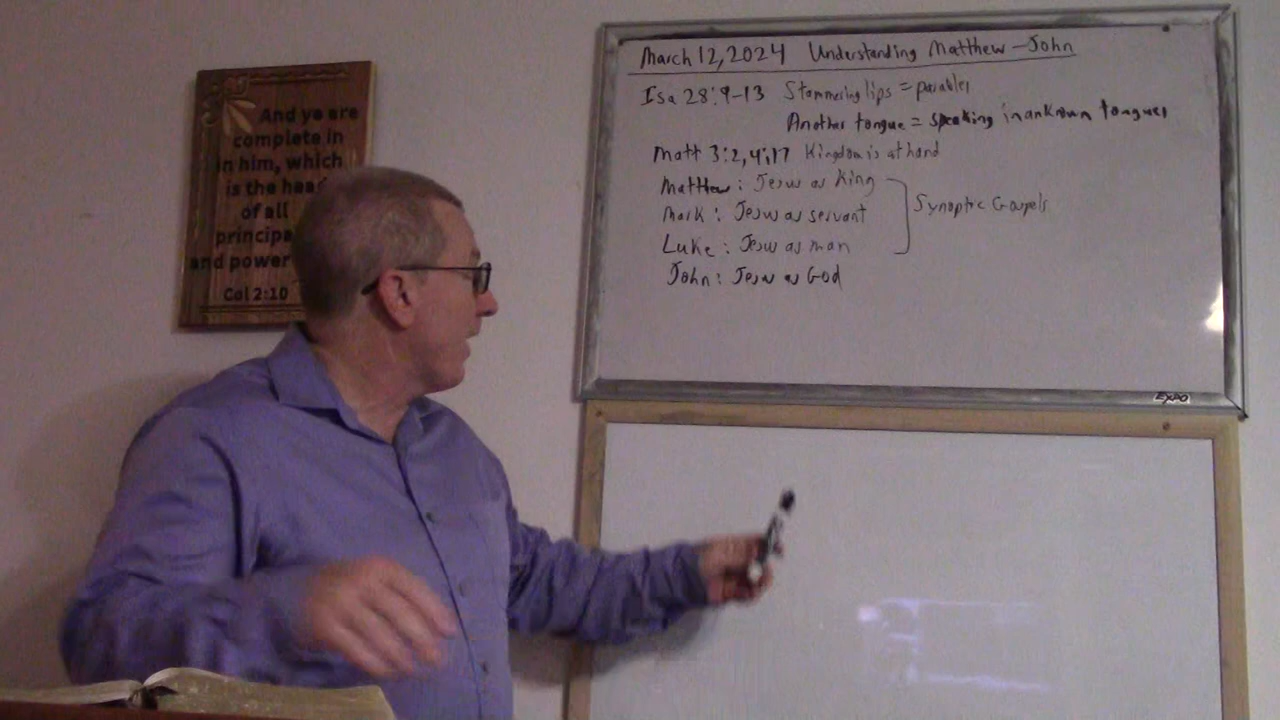 And ye are
complete in
in him, which
is the head
of all
principa
and power
Col 2:10
March 12, 2024 Understanding Matthew - John
Isa 28:9-13 Stammering lips = parables
Another tongue = speaking in unknown tongues
Matt 3:2, 4:17 Kingdom is at hand
Matthew: Jesus as King
Mark: Jesus as servant
Luke: Jesus as man
Synoptic Gospels
John: Jesus as God
EXPO